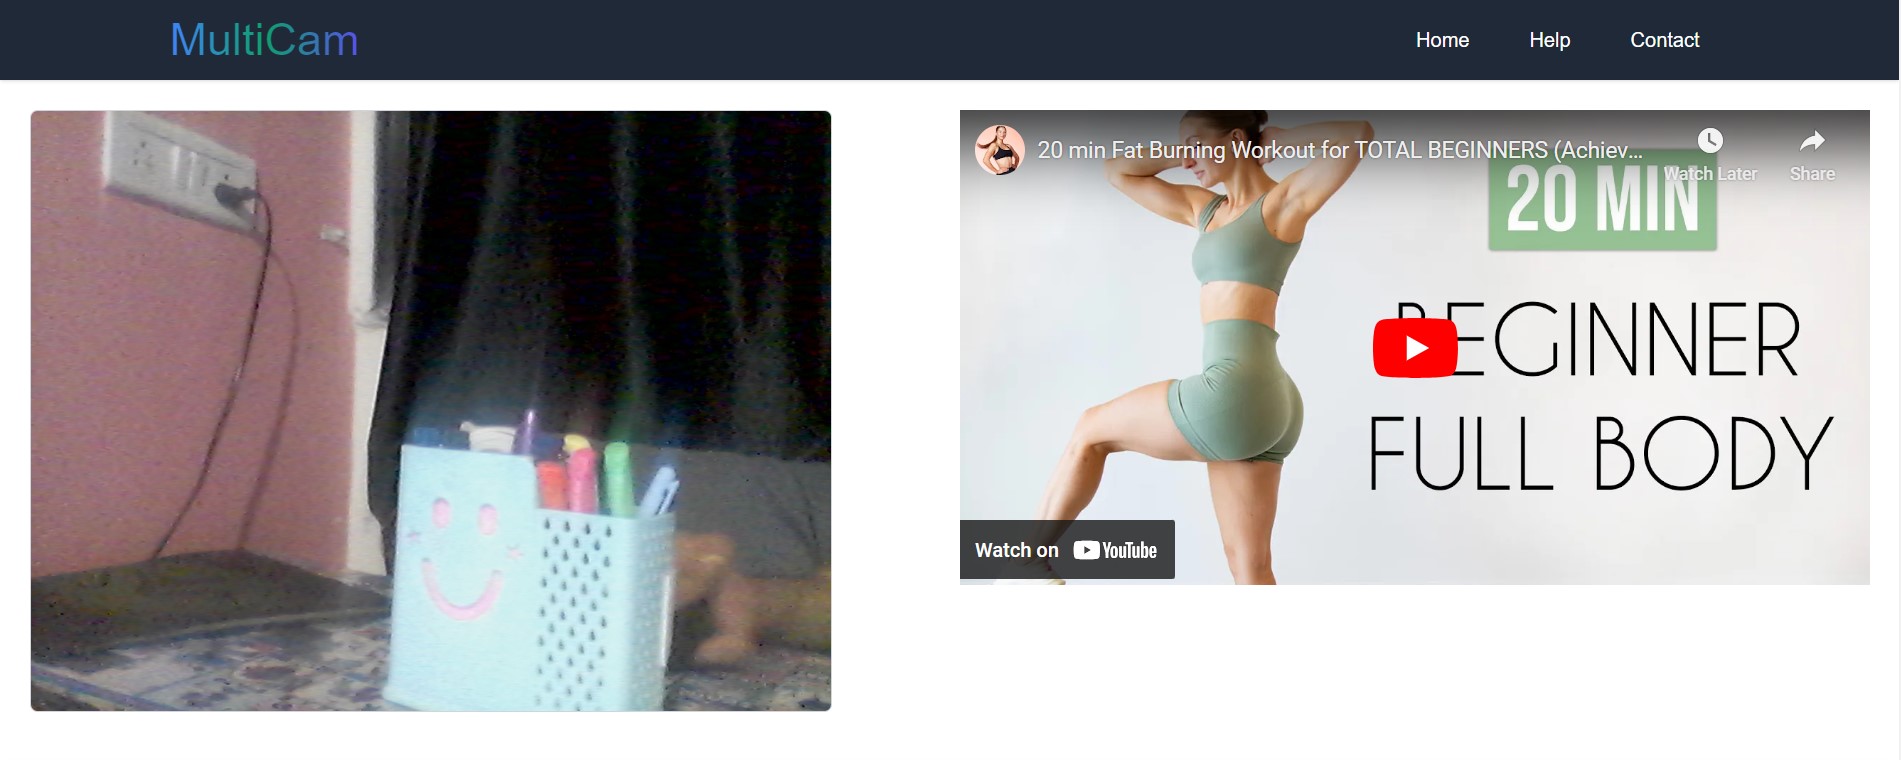 MultiCam
Home Help Contact
20 min Fat Burning Workout for TOTAL BEGINNERS (Achiev...
Watch Later
Share
20 MIN
BEGINNER
FULL BODY
Watch on YouTube